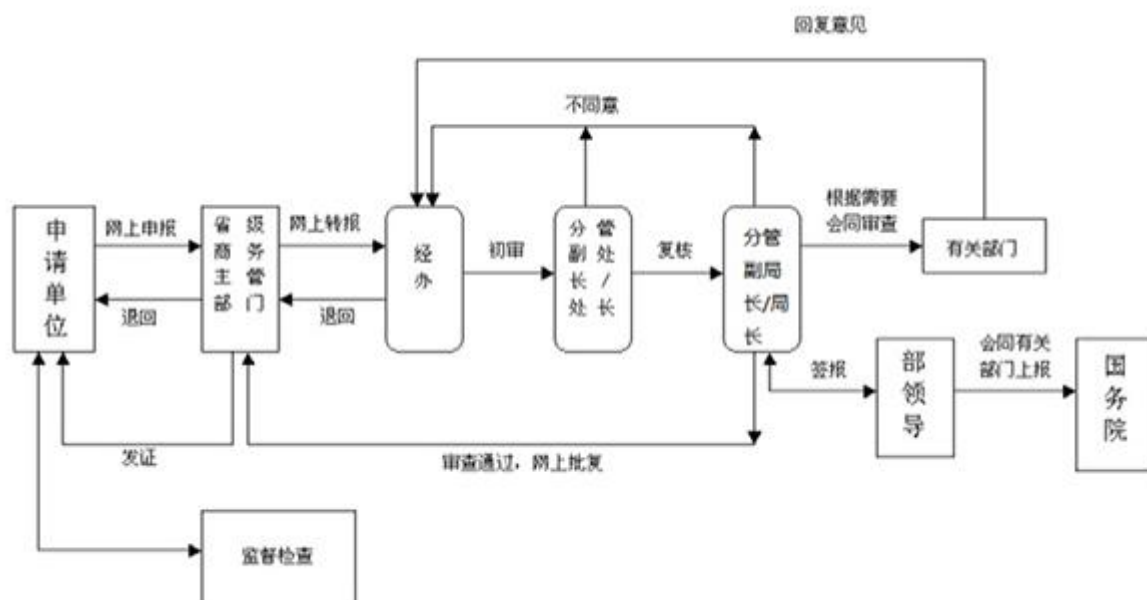 回复意见
不同意
申请单位
网上申报
退回
省级
商务
主管
部门
网上转报
退回
经办
初审
分管
副处
长/
处长
复核
分管
副局
长/局
长
根据需要
会同审查
有关部门
签报
部领导
会同有关
部门上报
国务院
发证
审查通过，网上批复
监督检查